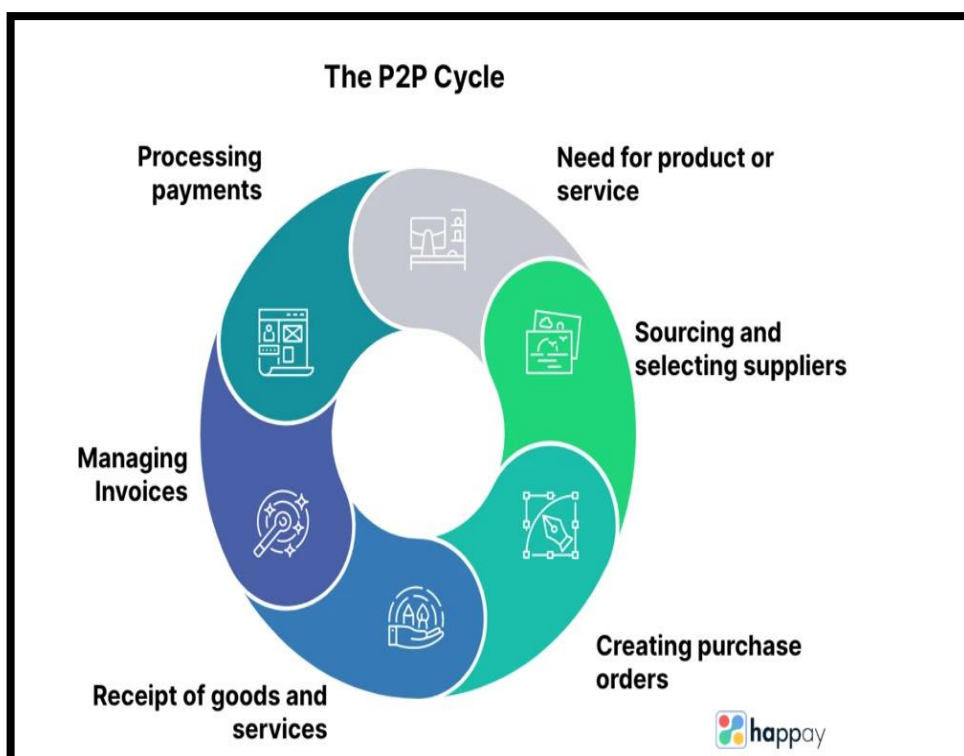 The P2P Cycle
Need for product or
service
Sourcing and
selecting suppliers
Creating purchase
orders
Receipt of goods and
services
Managing
Invoices
Processing
payments
happay